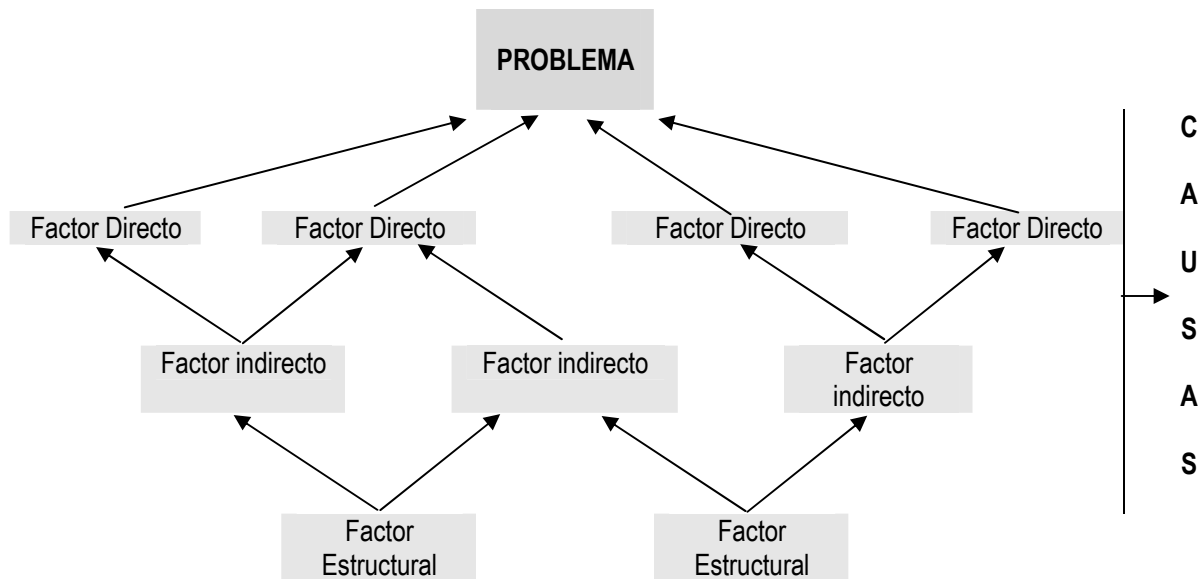 PROBLEMA
Factor Directo
Factor Directo
Factor Directo
Factor Directo
Factor indirecto
Factor indirecto
Factor
indirecto
Factor
Estructural
Factor
Estructural
C
A
U
S
A
S